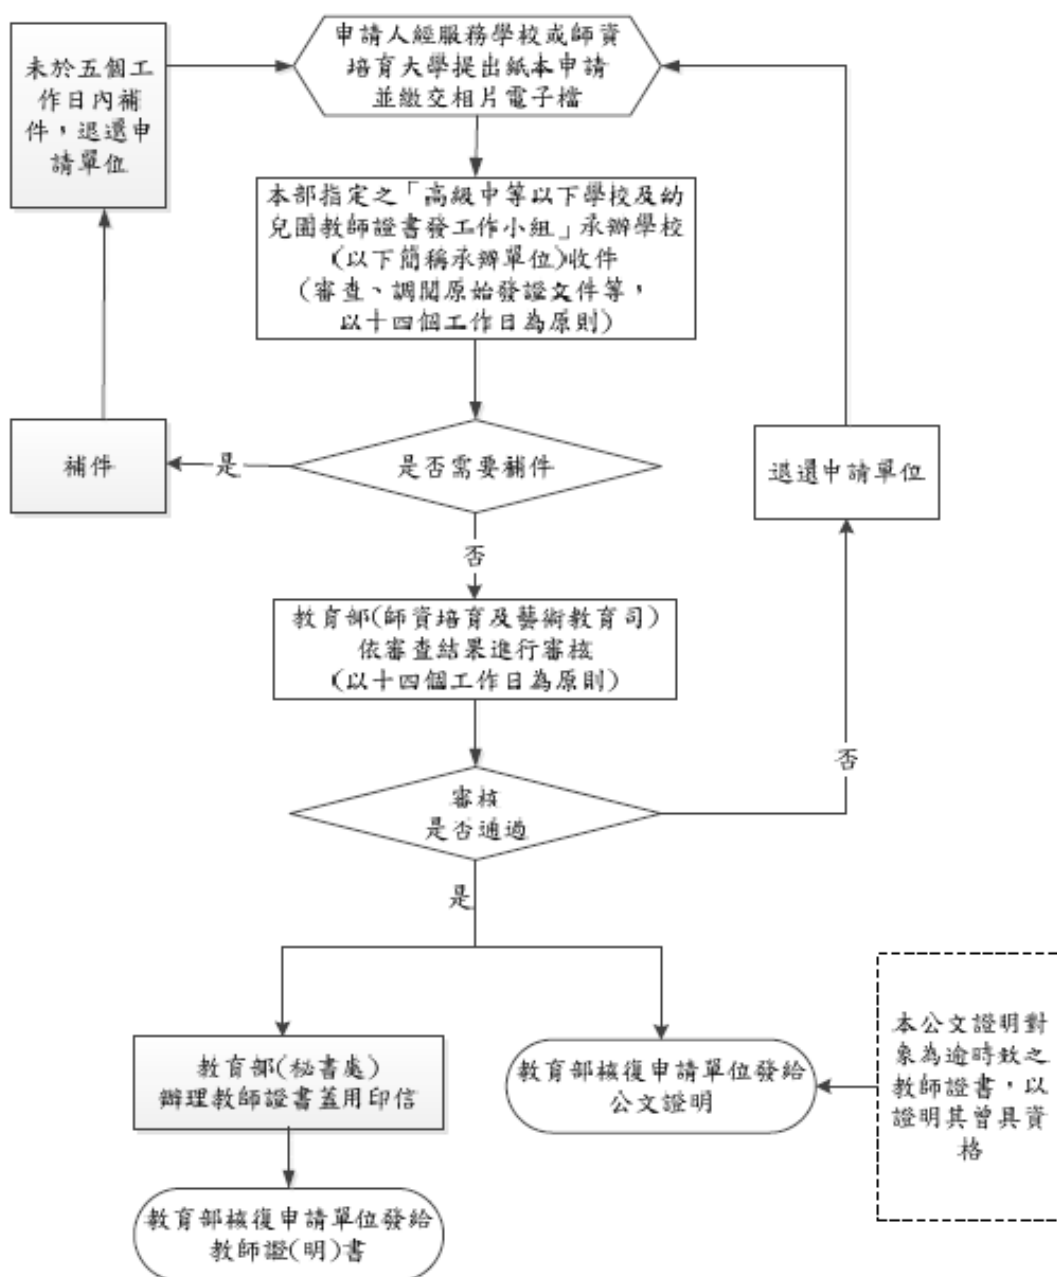 申請人經服務學校或師資
培育大學提出紙本申請
並繳交相片電子檔
未於五個工
作日內補
件，退還申
請單位
本部指定之「高級中等以下學校及幼
兒園教師證書發工作小組」承辦學校
(以下簡稱承辦單位)收件
(審查、調閱原始發證文件等，
以十四個工作日為原則)
補件
是
是否需要補件
退還申請單位
否
教育部(師資培育及藝術教育司)
依審查結果進行審核
(以十四個工作日為原則)
否
審核
是否通過
是
教育部(秘書處)
辦理教師證書蓋用印信
教育部核復申請單位發給
公文證明
本公文證明對
象為逾時效之
教師證書，以
證明其曾具資
格
教育部核復申請單位發給
教師證(明)書